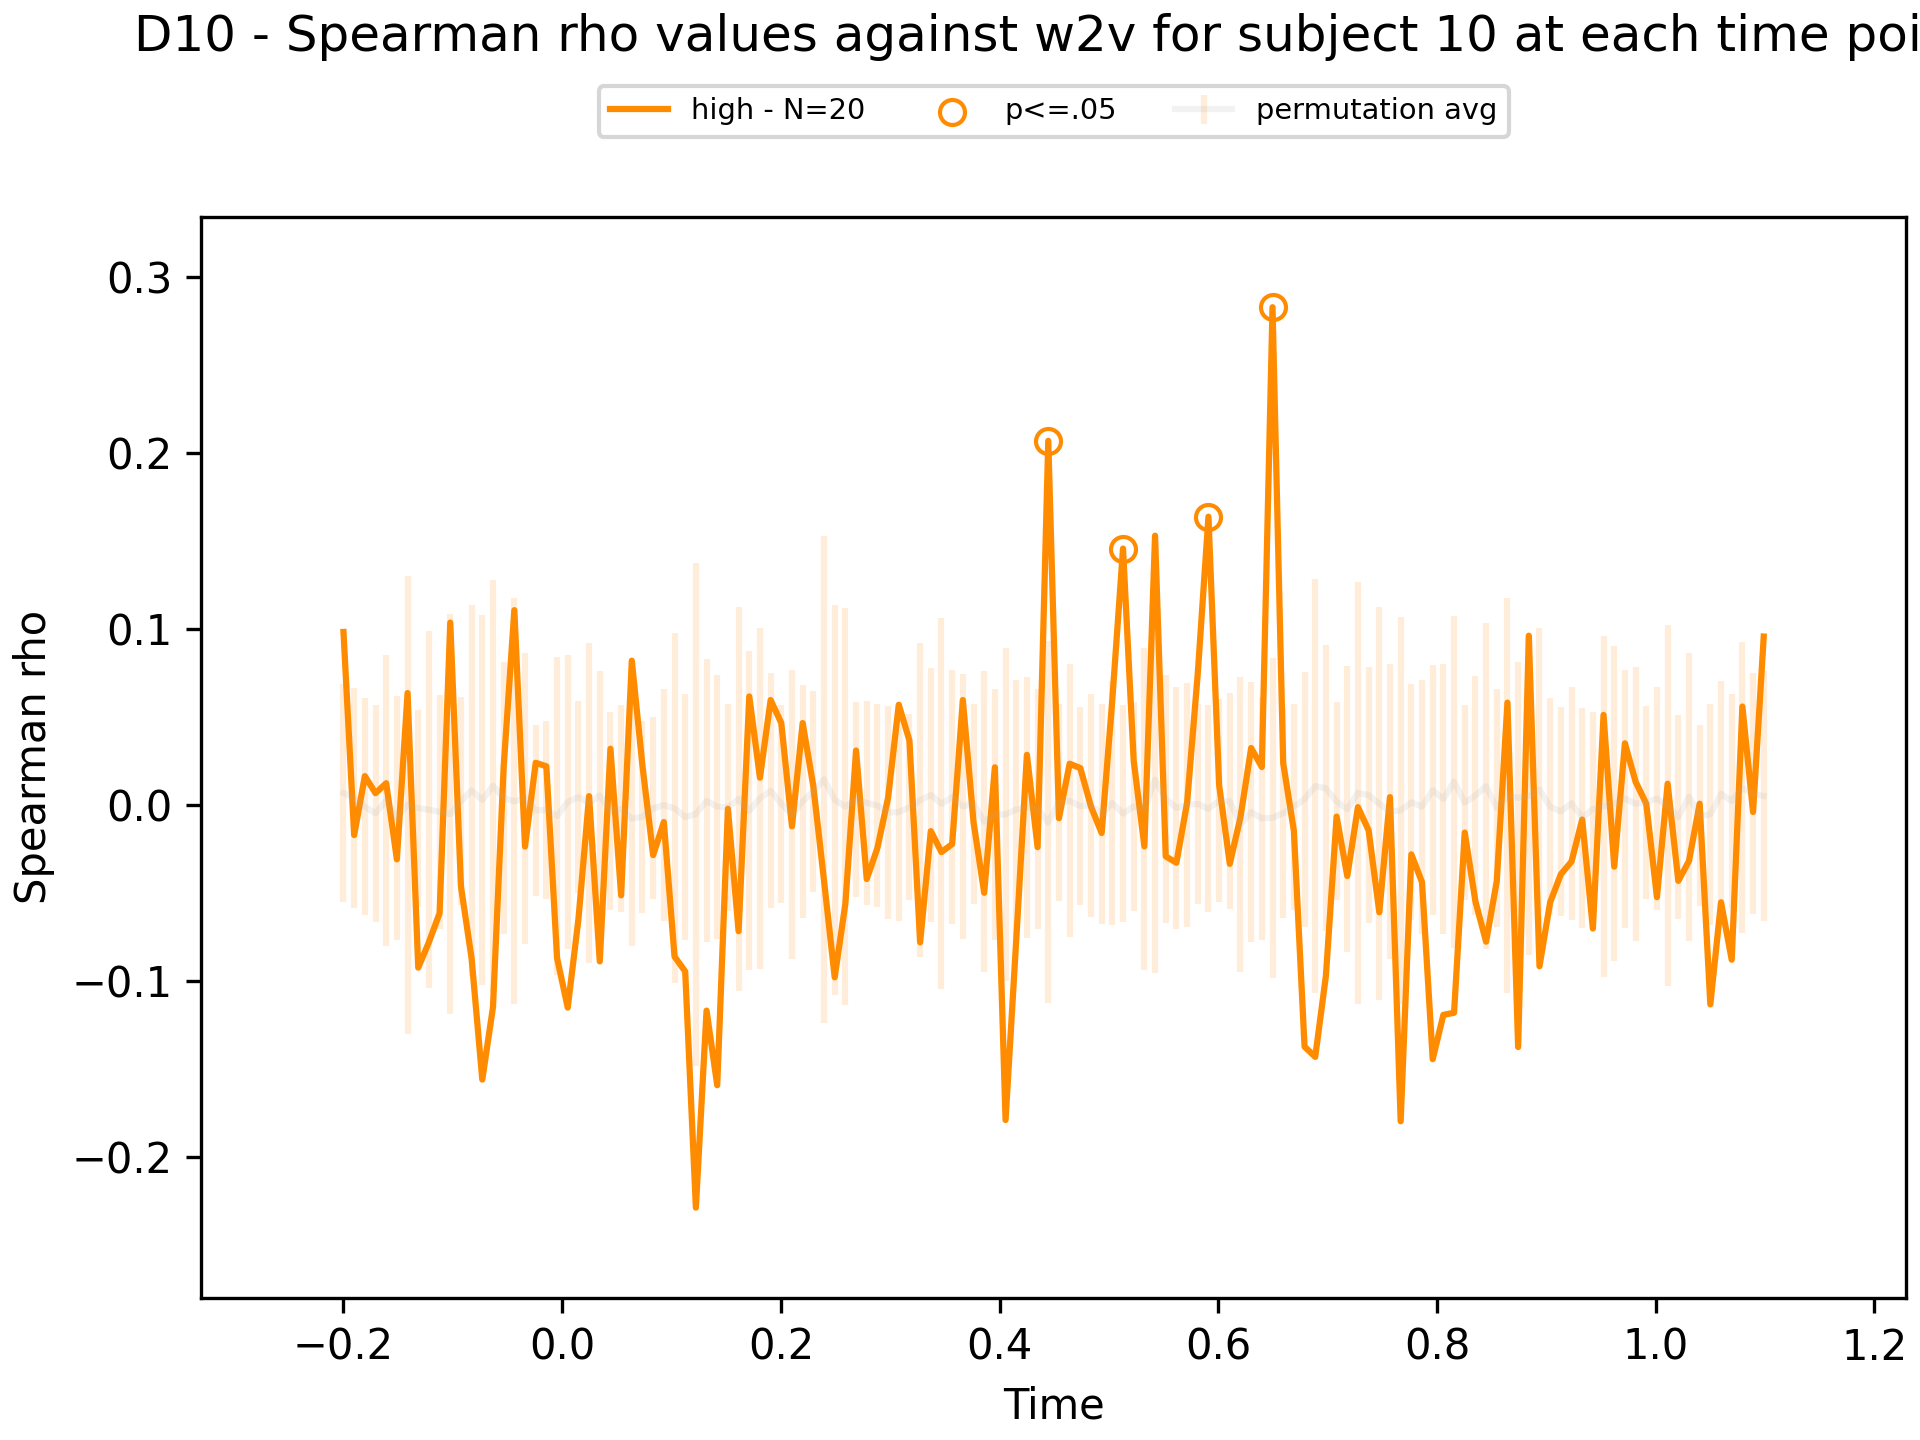 D10 - Spearman rho values against w2v for subject 10 at each time poi
high - N=20 p<=.05 permutation avg
0.3
0.2
0.1
0.0
−0.1
−0.2
Spearman rho
−0.2 0.0 0.2 0.4 0.6 0.8 1.0 1.2
Time